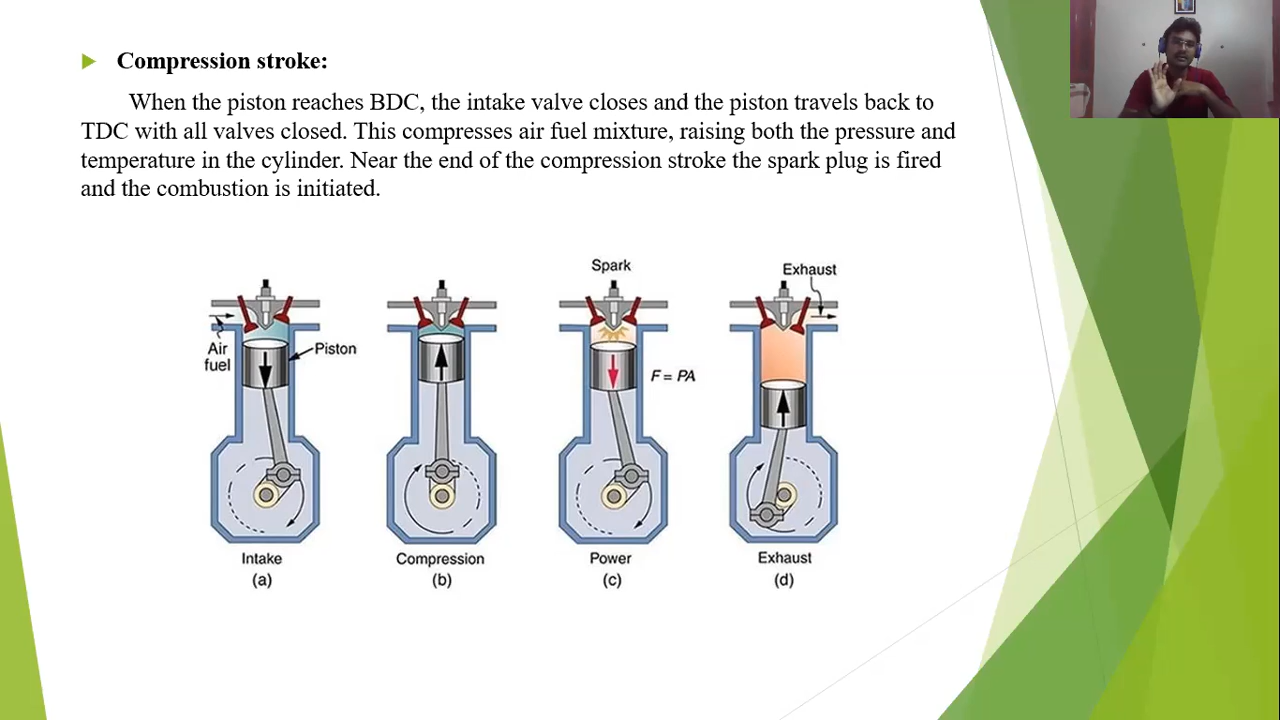 Compression stroke:
When the piston reaches BDC, the intake valve closes and the piston travels back to
TDC with all valves closed. This compresses air fuel mixture, raising both the pressure and
temperature in the cylinder. Near the end of the compression stroke the spark plug is fired
and the combustion is initiated.
Spark
Exhaust
Air
fuel
Piston
F = PA
Intake
Compression
Power
Exhaust
(a)
(b)
(c)
(d)